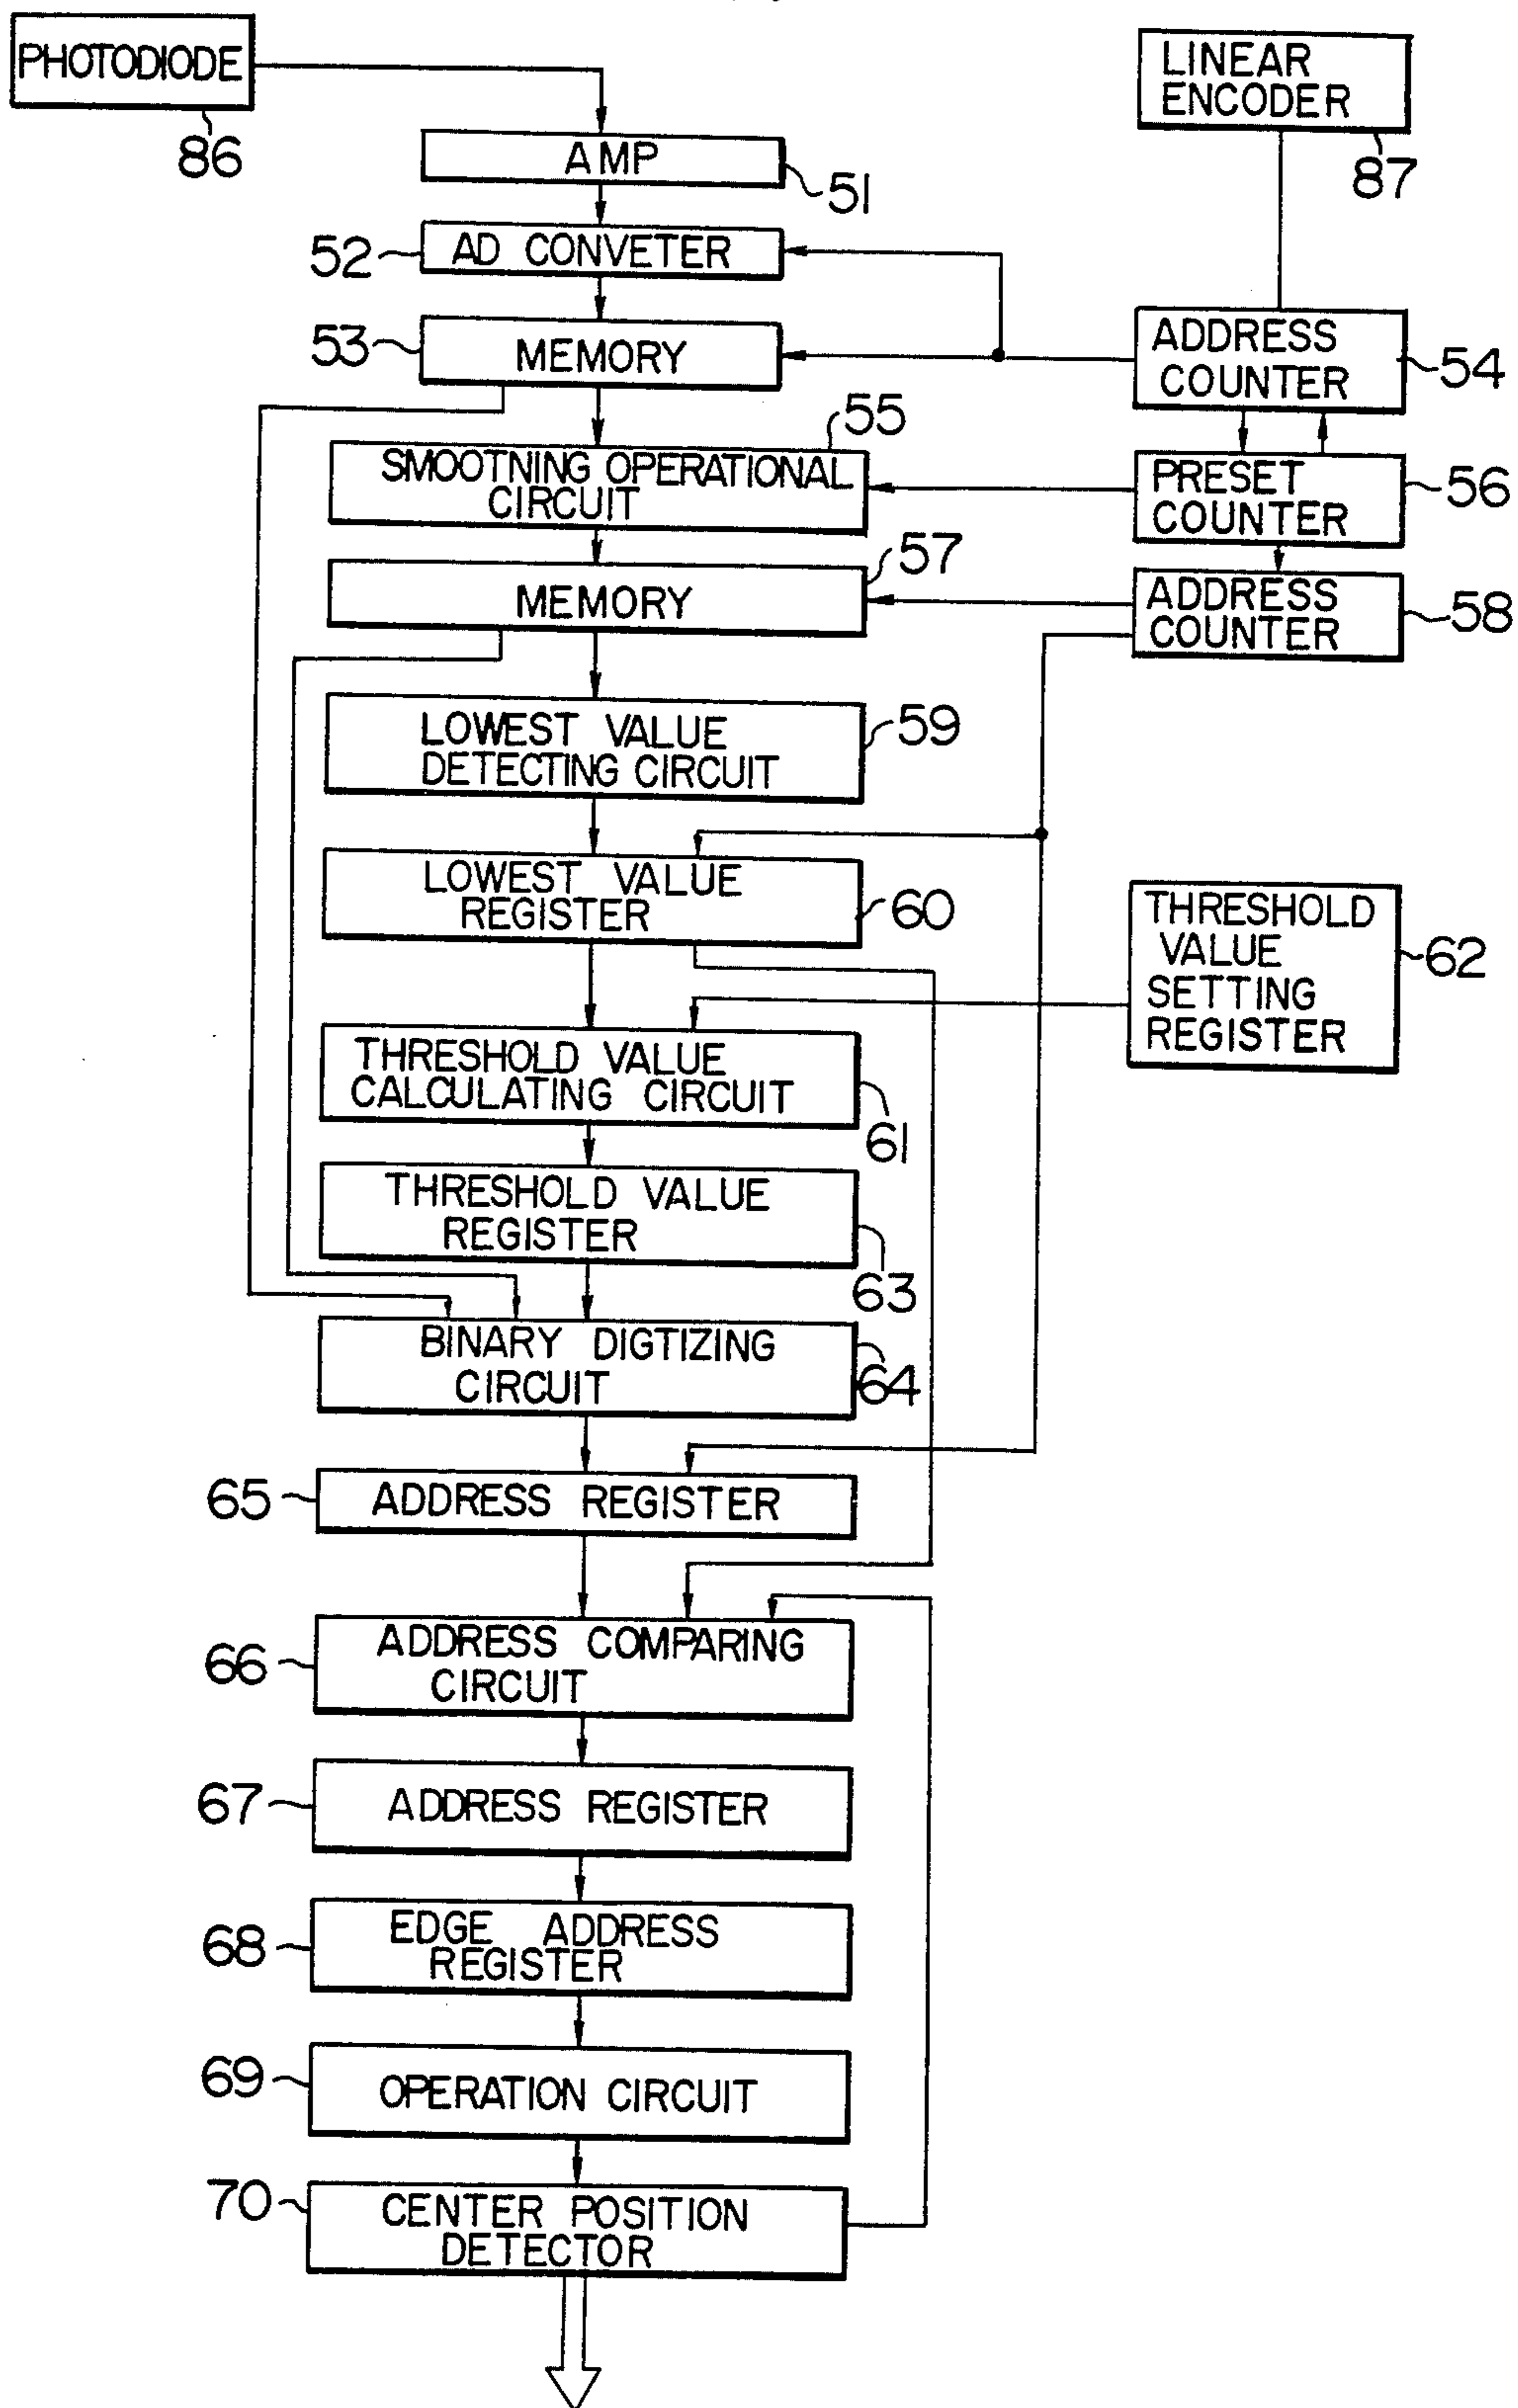 PHOTODIODE
86
LINEAR
ENCODER
87
AMP
51
52
AD CONVETER
53
MEMORY
ADDRESS
COUNTER
54
55
SMOOTNING OPERATIONAL
CIRCUIT
PRESET
COUNTER
56
57
MEMORY
ADDRESS
COUNTER
58
LOWEST VALUE
DETECTING CIRCUIT
59
LOWEST VALUE
REGISTER
60
THRESHOLD
VALUE
SETTING
REGISTER
62
THRESHOLD VALUE
CALCULATING CIRCUIT
61
THRESHOLD VALUE
REGISTER
63
BINARY DIGTIZING
CIRCUIT
64
65
ADDRESS REGISTER
66
ADDRESS COMPARING
CIRCUIT
67
ADDRESS REGISTER
68
EDGE ADDRESS
REGISTER
69
OPERATION CIRCUIT
70
CENTER POSITION
DETECTOR